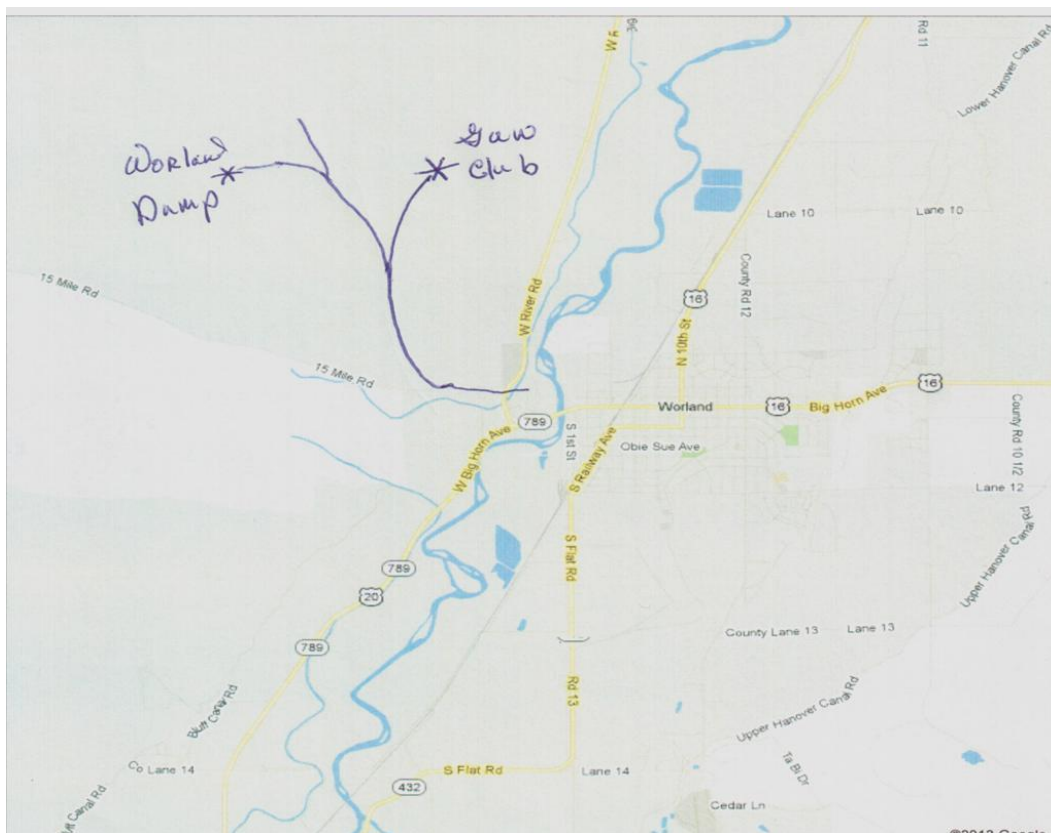 W R
Rd 11
Lower Hanover Canal Rd
Worland
Dump
Gun
Club
Lane 10
Lane 10
15 Mile Rd
County Rd 12
16
W River Rd
N 10th St
15 Mile Rd
16
789
Worland
16
Big Horn Ave
W Big Horn Ave
S 1st St
S Railway Ave
Obie Sue Ave
County Rd 10 1/2
Lane 12
S Flat Rd
Upper Hanover Canal Rd
789
20
789
County Lane 13
Lane 13
Rd 13
Bluff Canal Rd
Upper Hanover Canal Rd
Co Lane 14
S Flat Rd
Lane 14
Ta Bi Dr
432
Cedar Ln
©2013 Google